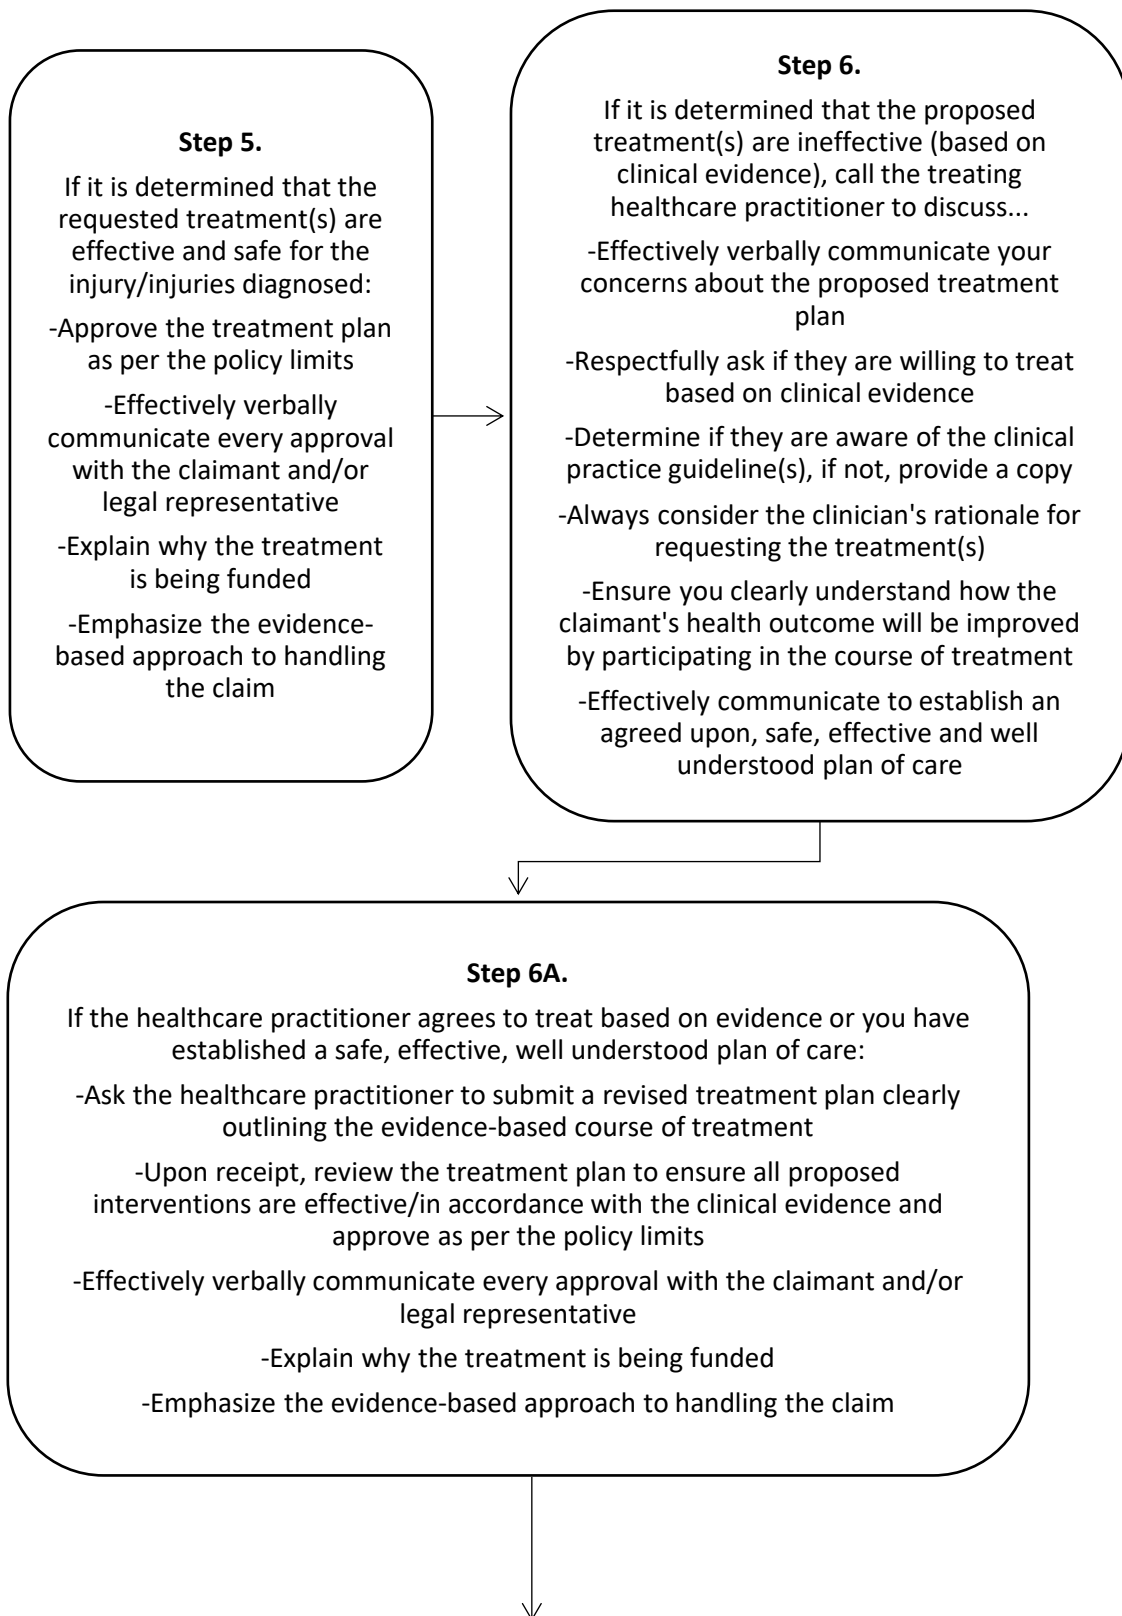 Step 5.
If it is determined that the
requested treatment(s) are
effective and safe for the
injury/injuries diagnosed:
-Approve the treatment plan
as per the policy limits
-Effectively verbally
communicate every approval
with the claimant and/or
legal representative
-Explain why the treatment
is being funded
-Emphasize the evidence-
based approach to handling
the claim
Step 6.
If it is determined that the proposed
treatment(s) are ineffective (based on
clinical evidence), call the treating
healthcare practitioner to discuss...
-Effectively verbally communicate your
concerns about the proposed treatment
plan
-Respectfully ask if they are willing to treat
based on clinical evidence
-Determine if they are aware of the clinical
practice guideline(s), if not, provide a copy
-Always consider the clinician's rationale for
requesting the treatment(s)
-Ensure you clearly understand how the
claimant's health outcome will be improved
by participating in the course of treatment
-Effectively communicate to establish an
agreed upon, safe, effective and well
understood plan of care
Step 6A.
If the healthcare practitioner agrees to treat based on evidence or you have
established a safe, effective, well understood plan of care:
-Ask the healthcare practitioner to submit a revised treatment plan clearly
outlining the evidence-based course of treatment
-Upon receipt, review the treatment plan to ensure all proposed
interventions are effective/in accordance with the clinical evidence and
approve as per the policy limits
-Effectively verbally communicate every approval with the claimant and/or
legal representative
-Explain why the treatment is being funded
-Emphasize the evidence-based approach to handling the claim